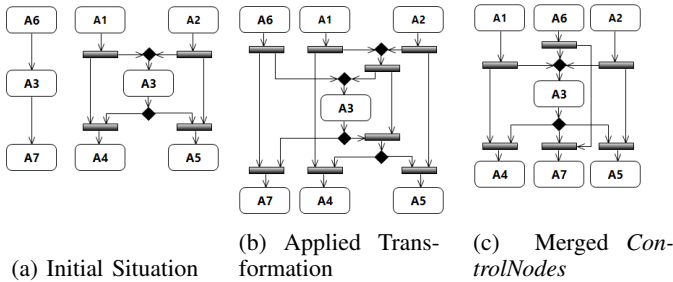 A6 A1 A2
A3 A3
A7 A4 A5
(a) Initial Situation
A6 A1 A2
A3
A7 A4 A5
(b) Applied Trans-
formation
A1 A6 A2
A3
A4 A7 A5
(c) Merged Con-
trolNodes